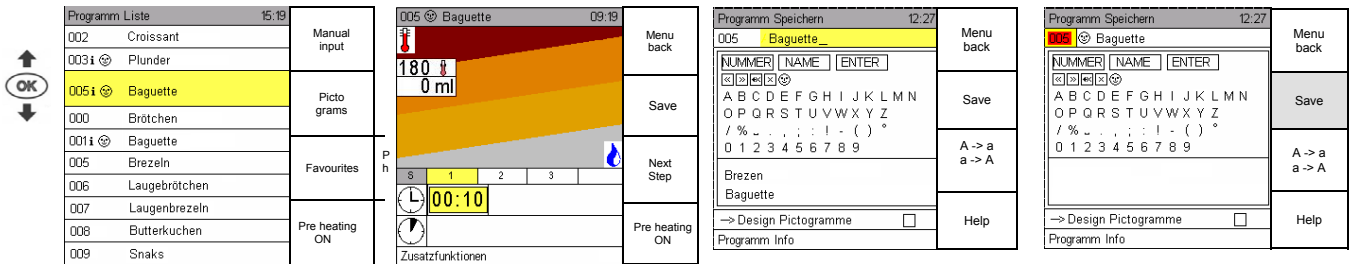 OK
Programm Liste 15:19
002 Croissant
003 i Plunder
005 i Baguette
000 Brötchen
001 i Baguette
005 Brezeln
006 Laugebrötchen
007 Laugenbrezeln
008 Butterkuchen
009 Snaks
Manual
input
Picto
grams
Favourites
Pre heating
ON
P
h
005 Baguette 09:19
180
0 ml
S 1 2 3
00:10
Zusatzfunktionen
Menu
back
Save
Next
Step
Pre heating
ON
Programm Speichern 12:27
005 Baguette_
NUMMER NAME ENTER
A B C D E F G H I J K L M N
O P Q R S T U V W X Y Z
/ % ⌣ . , ; : ! - ( ) °
0 1 2 3 4 5 6 7 8 9
Brezen
Baguette
--> Design Pictogramme
Programm Info
Menu
back
Save
A -> a
a -> A
Help
Programm Speichern 12:27
005 Baguette
NUMMER NAME ENTER
A B C D E F G H I J K L M N
O P Q R S T U V W X Y Z
/ % ⌣ . , ; : ! - ( ) °
0 1 2 3 4 5 6 7 8 9
--> Design Pictogramme
Programm Info
Menu
back
Save
A -> a
a -> A
Help